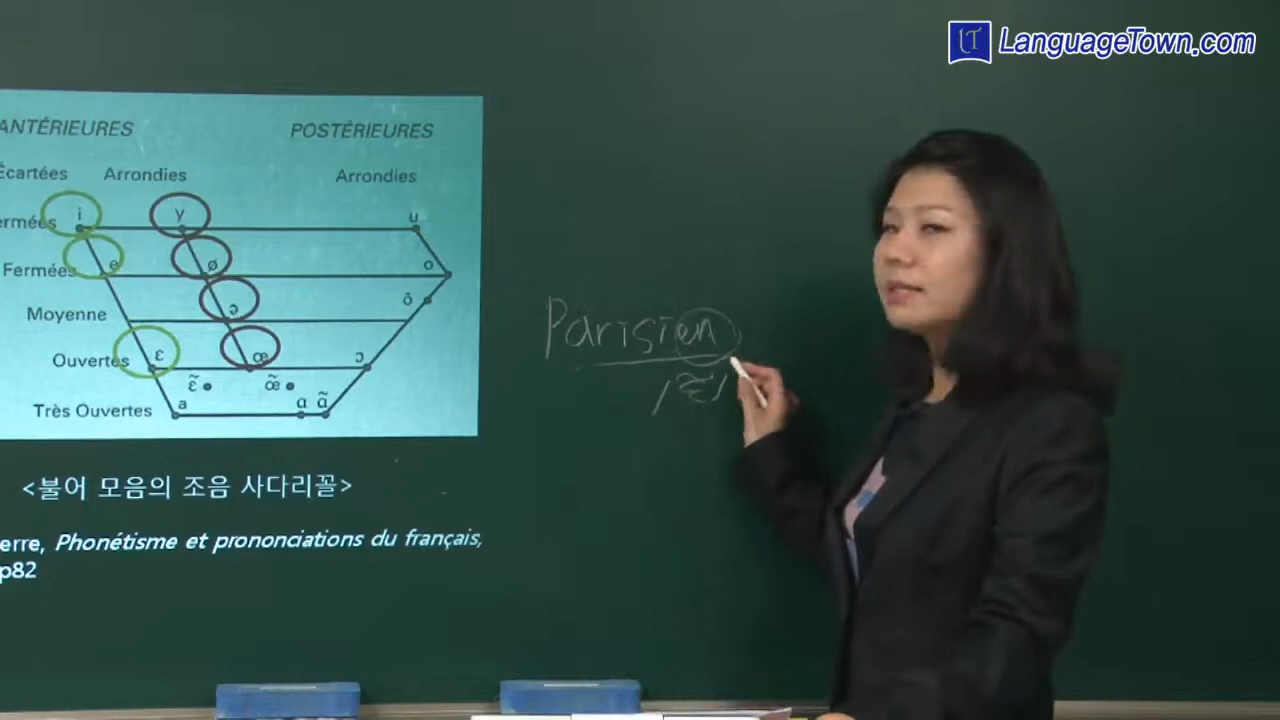 LT LanguageTown.com
ANTÉRIEURES POSTÉRIEURES
Écartées Arrondies Arrondies
ermées i y u
Fermées e ø o
õ
Moyenne ə
Ouvertes ɛ œ ɔ
ɛ̃ œ̃
Très Ouvertes a ɑ ɑ̃
Parisien
/ɛ̃/
<불어 모음의 조음 사다리꼴>
erre, Phonétisme et prononciations du français,
p82